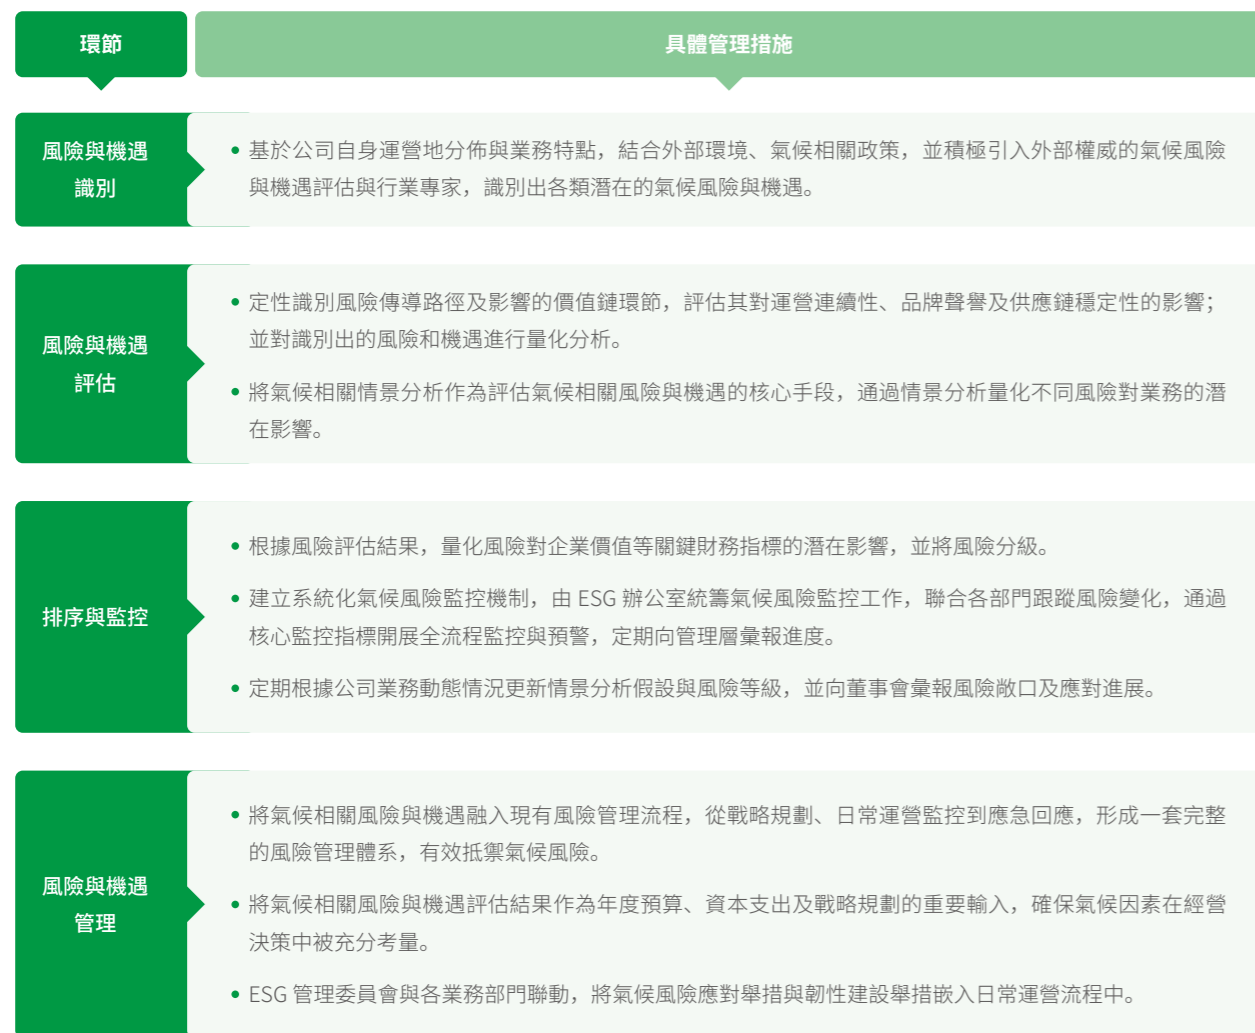 環節
具體管理措施
風險與機遇
識別
• 基於公司自身運營地分佈與業務特點，結合外部環境、氣候相關政策，並積極引入外部權威的氣候風險
與機遇評估與行業專家，識別出各類潛在的氣候風險與機遇。
風險與機遇
評估
• 定性識別風險傳導路徑及影響的價值鏈環節，評估其對運營連續性、品牌聲譽及供應鏈穩定性的影響；
並對識別出的風險和機遇進行量化分析。
• 將氣候相關情景分析作為評估氣候相關風險與機遇的核心手段，通過情景分析量化不同風險對業務的潛
在影響。
排序與監控
• 根據風險評估結果，量化風險對企業價值等關鍵財務指標的潛在影響，並將風險分級。
• 建立系統化氣候風險監控機制，由 ESG 辦公室統籌氣候風險監控工作，聯合各部門跟蹤風險變化，通過
核心監控指標開展全流程監控與預警，定期向管理層彙報進度。
• 定期根據公司業務動態情況更新情景分析假設與風險等級，並向董事會彙報風險敞口及應對進展。
風險與機遇
管理
• 將氣候相關風險與機遇融入現有風險管理流程，從戰略規劃、日常運營監控到應急回應，形成一套完整
的風險管理體系，有效抵禦氣候風險。
• 將氣候相關風險與機遇評估結果作為年度預算、資本支出及戰略規劃的重要輸入，確保氣候因素在經營
決策中被充分考量。
• ESG 管理委員會與各業務部門聯動，將氣候風險應對舉措與韌性建設舉措嵌入日常運營流程中。